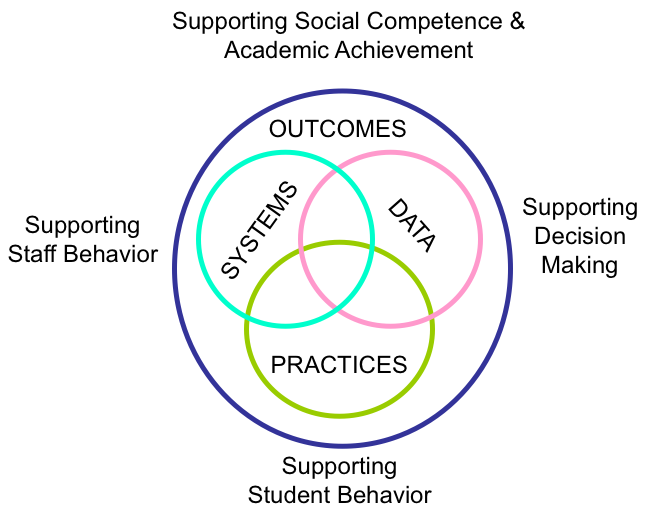 Supporting Social Competence &
Academic Achievement
OUTCOMES
SYSTEMS
DATA
Supporting
Staff Behavior
Supporting
Decision
Making
PRACTICES
Supporting
Student Behavior